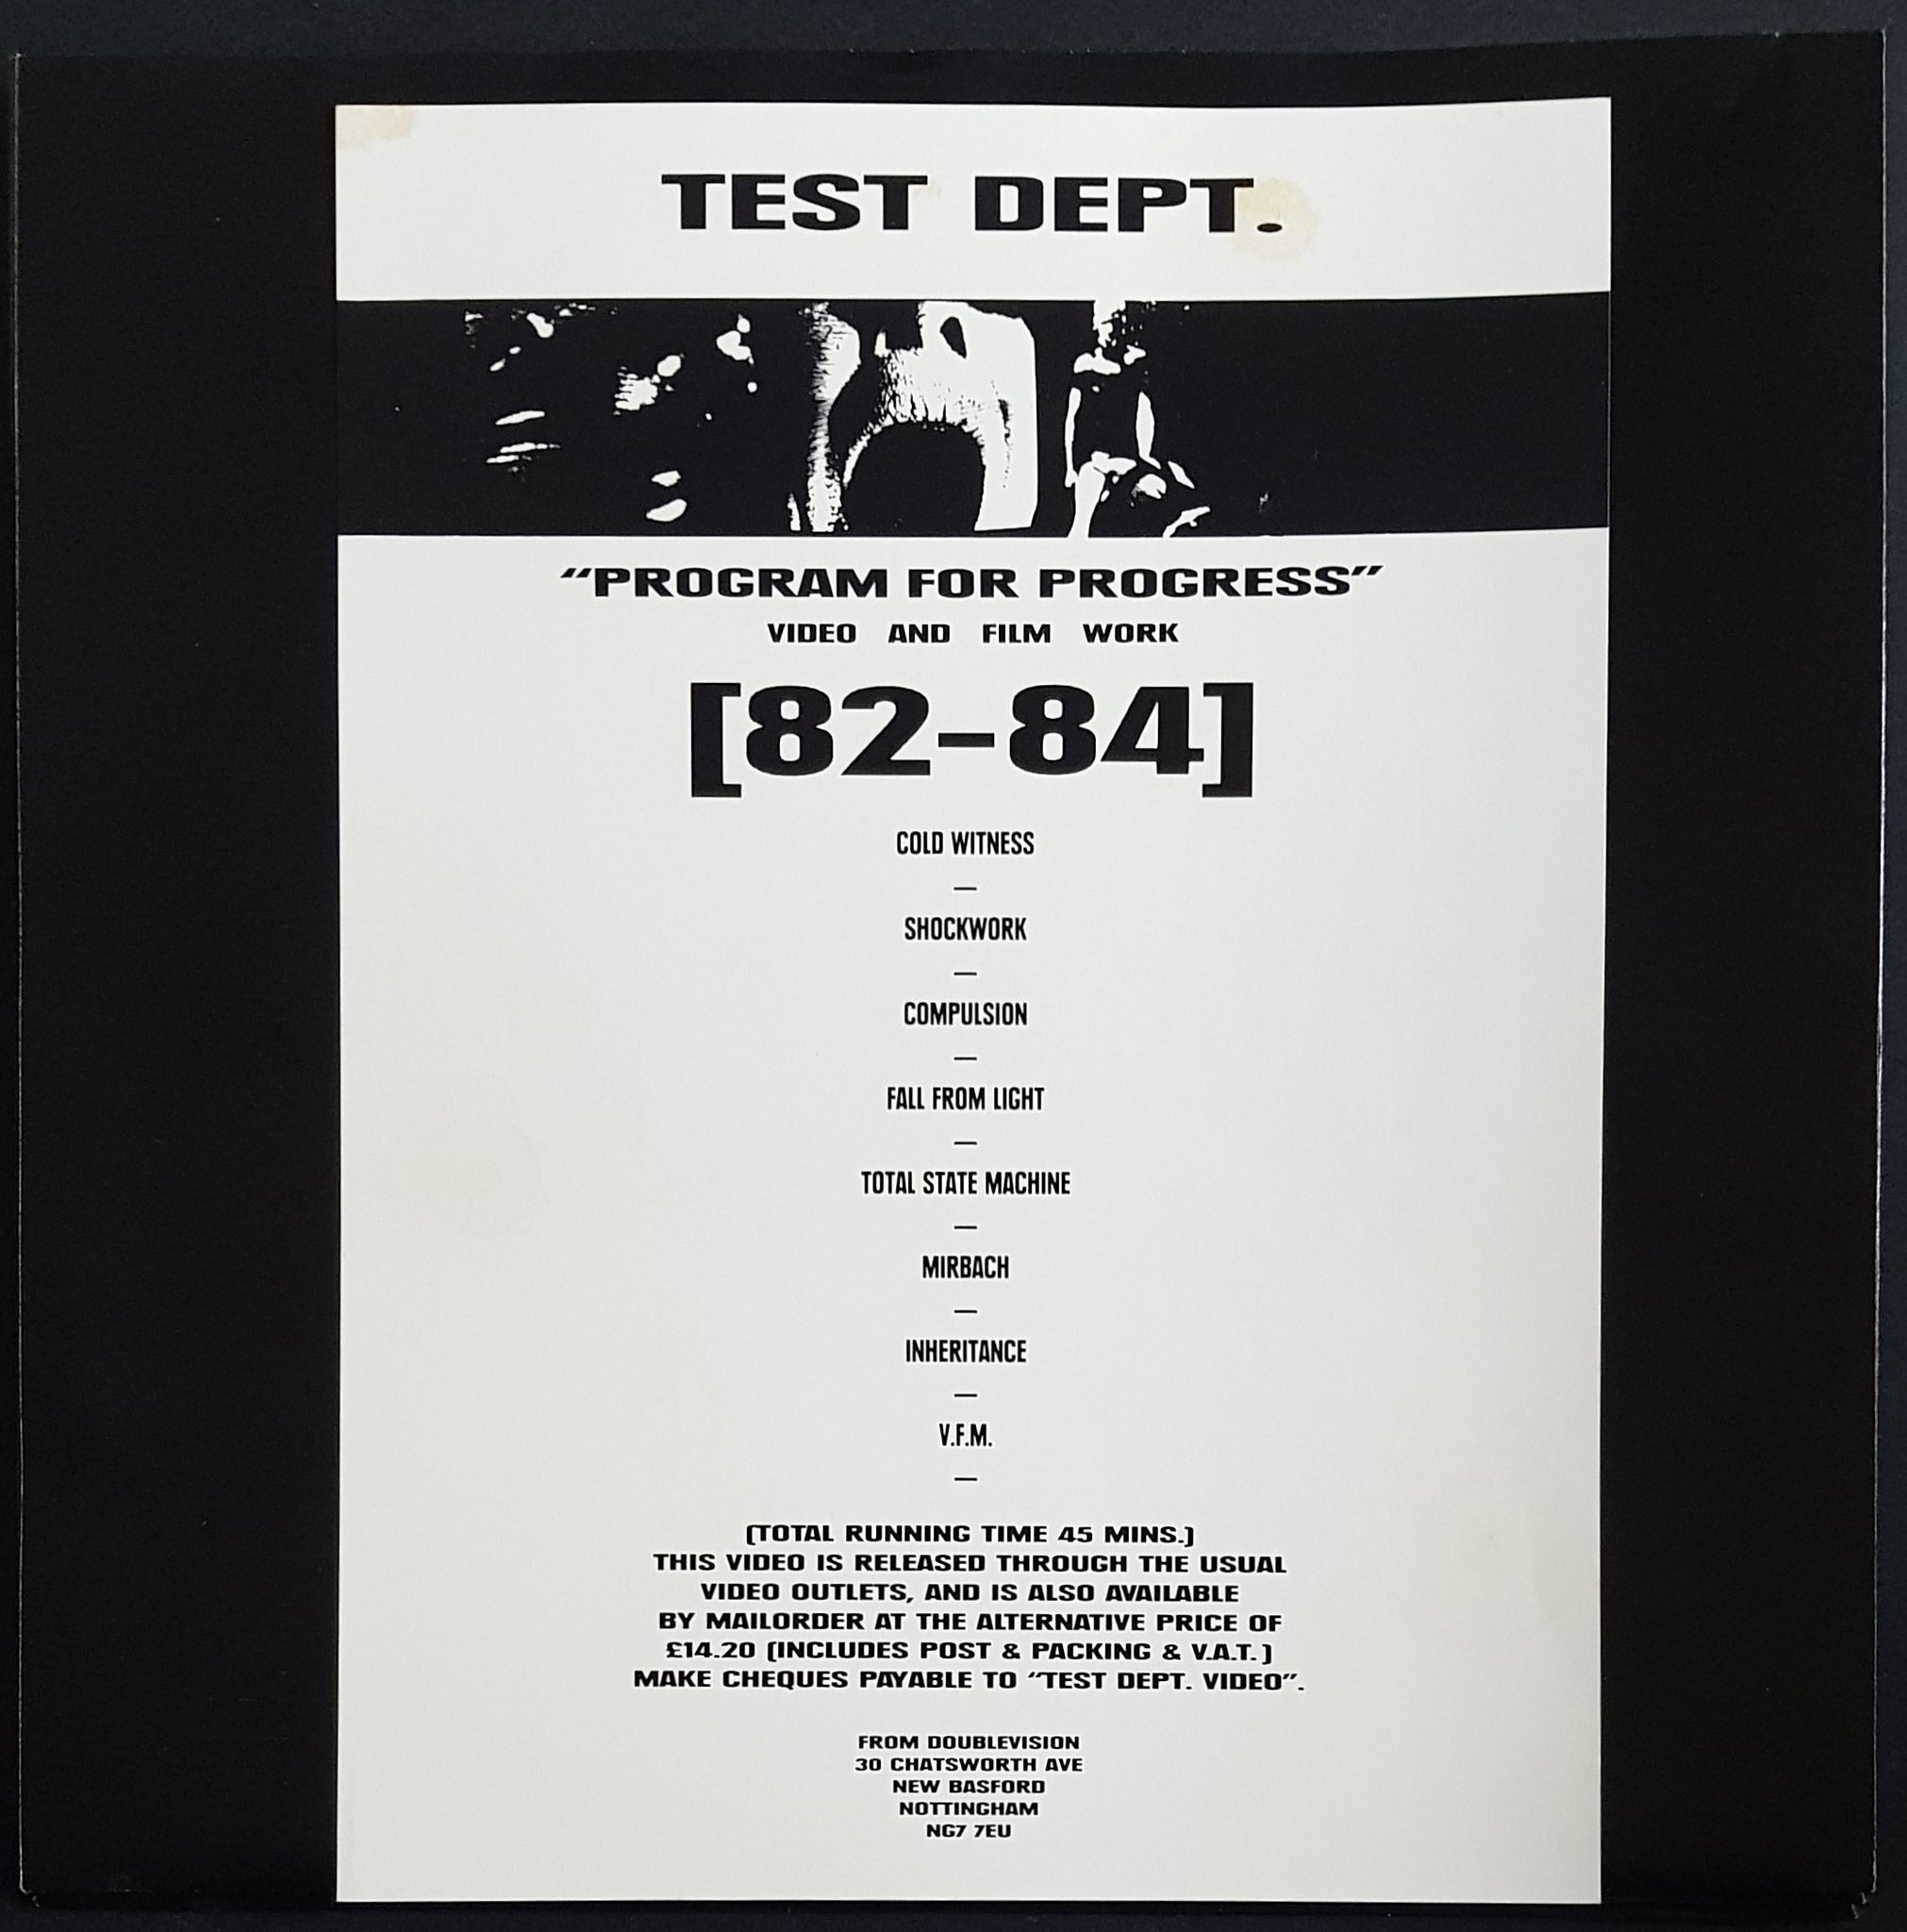 TEST DEPT.
“PROGRAM FOR PROGRESS”
VIDEO AND FILM WORK
[82–84]
COLD WITNESS
—
SHOCKWORK
—
COMPULSION
—
FALL FROM LIGHT
—
TOTAL STATE MACHINE
—
MIRBACH
—
INHERITANCE
—
V.F.M.
—
(TOTAL RUNNING TIME 45 MINS.)
THIS VIDEO IS RELEASED THROUGH THE USUAL
VIDEO OUTLETS, AND IS ALSO AVAILABLE
BY MAILORDER AT THE ALTERNATIVE PRICE OF
£14.20 (INCLUDES POST & PACKING & V.A.T.)
MAKE CHEQUES PAYABLE TO “TEST DEPT. VIDEO”.
FROM DOUBLEVISION
30 CHATSWORTH AVE
NEW BASFORD
NOTTINGHAM
NG7 7EU